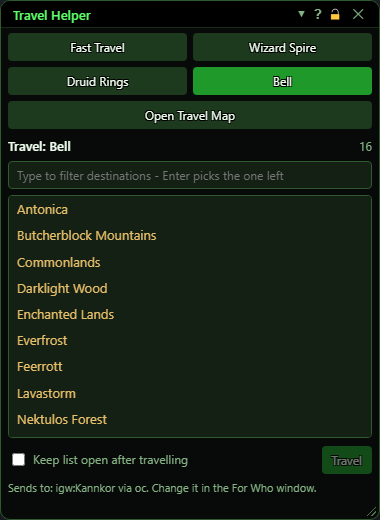 Travel Helper
?
Fast Travel
Wizard Spire
Druid Rings
Bell
Open Travel Map
Travel: Bell
16
Type to filter destinations - Enter picks the one left
Antonica
Butcherblock Mountains
Commonlands
Darklight Wood
Enchanted Lands
Everfrost
Feerrott
Lavastorm
Nektulos Forest
Keep list open after travelling
Travel
Sends to: igw:Kannkor via oc. Change it in the For Who window.